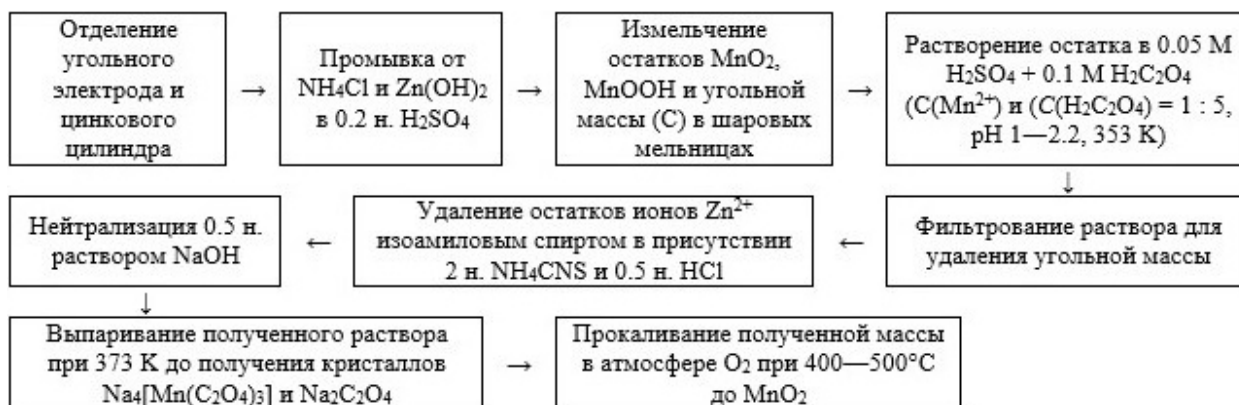 Отделение
угольного
электрода и
цинкового
цилиндра
→
Промывка от
NH₄Cl и Zn(OH)₂
в 0.2 н. H₂SO₄
→
Измельчение
остатков MnO₂,
MnOOH и угольной
массы (C) в шаровых
мельницах
→
Растворение остатка в 0.05 M
H₂SO₄ + 0.1 M H₂C₂O₄
(C(Mn²⁺) и (C(H₂C₂O₄) = 1 : 5,
pH 1—2.2, 353 K)
↓
Фильтрование раствора для
удаления угольной массы
←
Удаление остатков ионов Zn²⁺
изоамиловым спиртом в присутствии
2 н. NH₄CNS и 0.5 н. HCl
←
Нейтрализация 0.5 н.
раствором NaOH
↓
Выпаривание полученного раствора
при 373 K до получения кристаллов
Na₄[Mn(C₂O₄)₃] и Na₂C₂O₄
→
Прокаливание полученной массы
в атмосфере O₂ при 400—500°C
до MnO₂